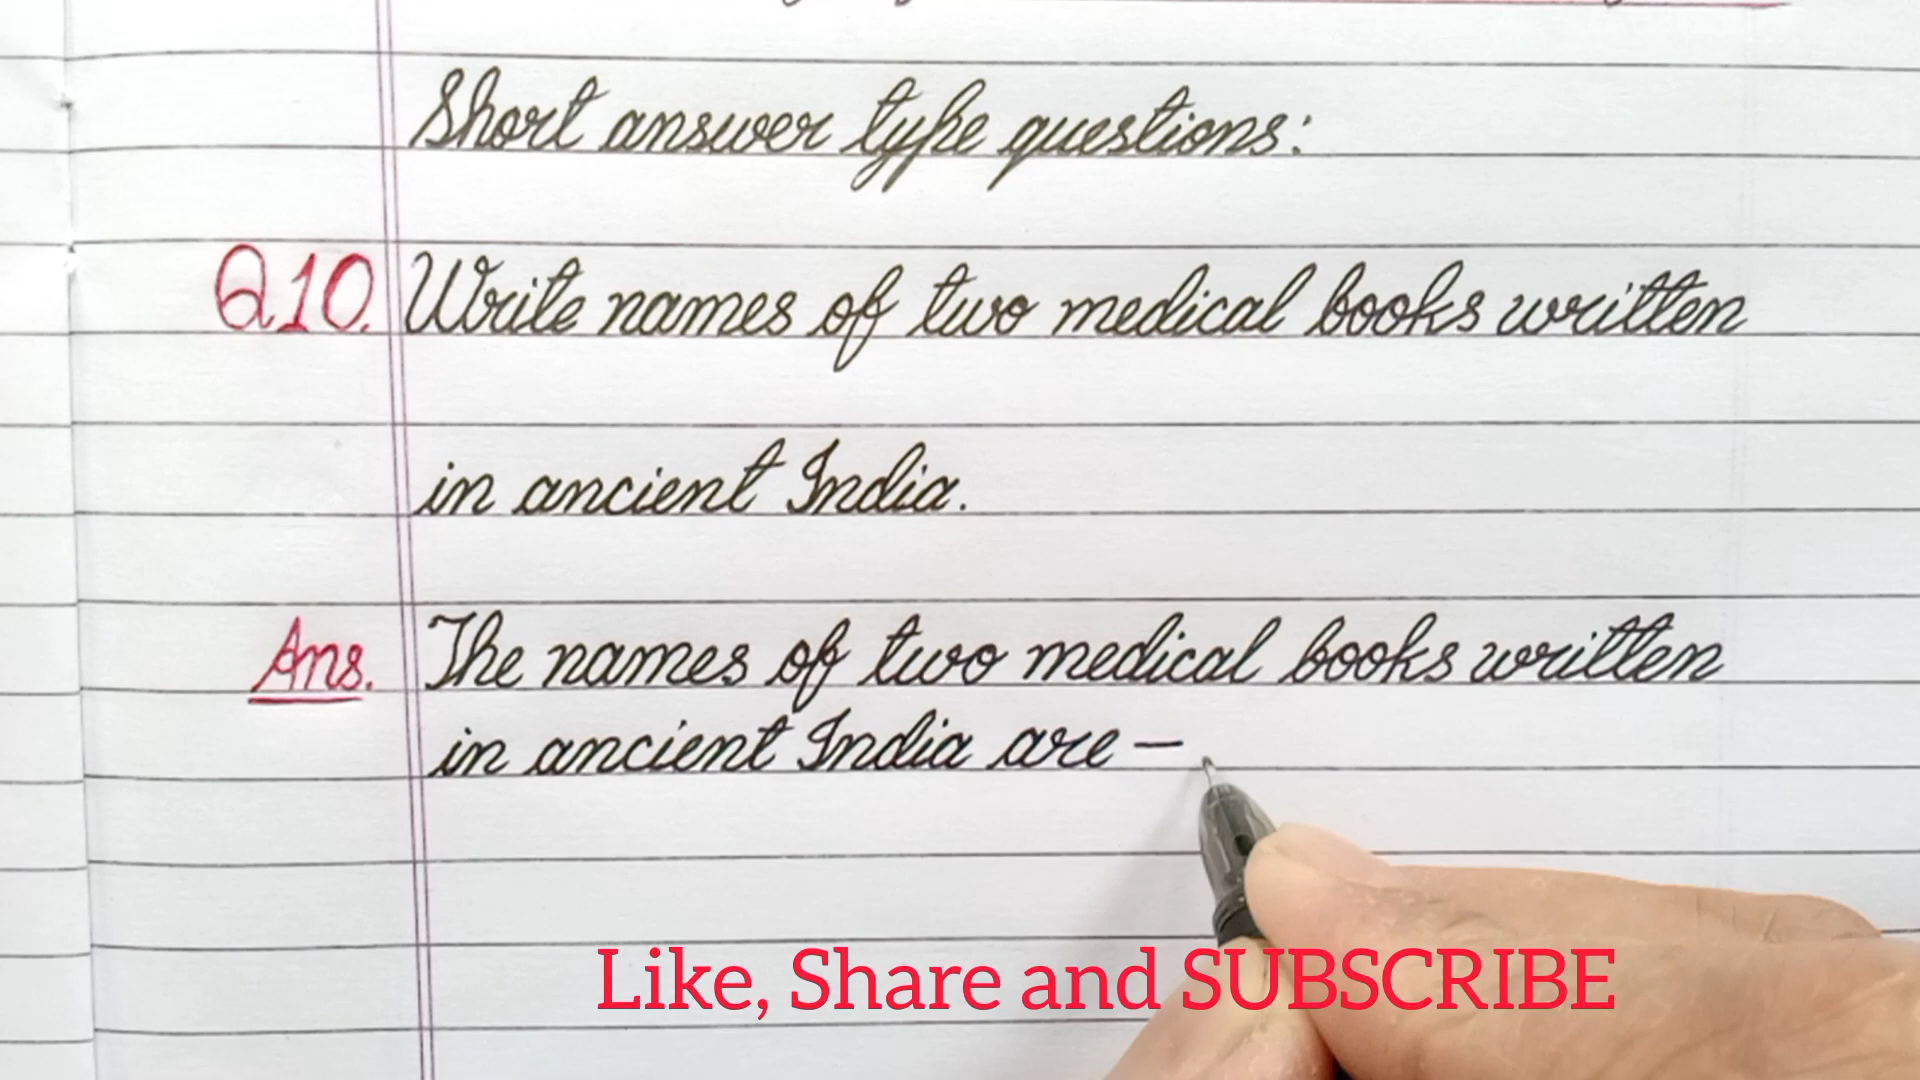 Short answer type questions:
Q10. Write names of two medical books written
in ancient India.
Ans. The names of two medical books written
in ancient India are —
Like, Share and SUBSCRIBE